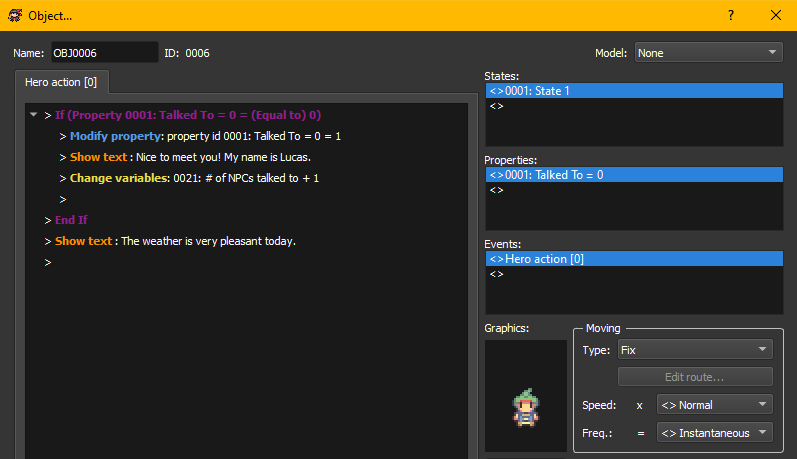 Object...
Name: OBJ0006 ID: 0006
Model: None
Hero action [0]
> If (Property 0001: Talked To = 0 = (Equal to) 0)
> Modify property: property id 0001: Talked To = 0 = 1
> Show text : Nice to meet you! My name is Lucas.
> Change variables: 0021: # of NPCs talked to + 1
>
> End If
> Show text : The weather is very pleasant today.
>
States:
<>0001: State 1
<>
Properties:
<>0001: Talked To = 0
<>
Events:
<>Hero action [0]
<>
Graphics:
Moving
Type: Fix
Edit route...
Speed: x <> Normal
Freq.: = <> Instantaneous